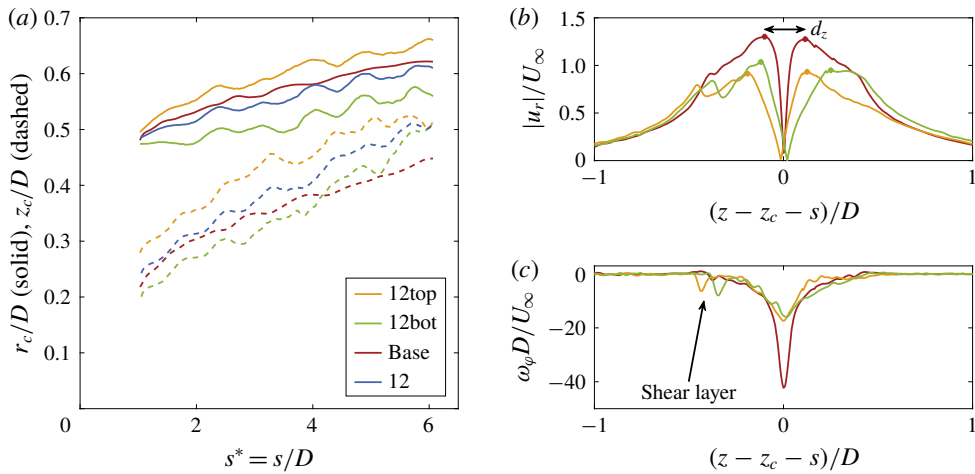 (a)
0.7
0.6
0.5
0.4
0.3
0.2
0.1
0
2
4
6
r_c/D (solid), z_c/D (dashed)
s* = s/D
12top
12bot
Base
12
(b)
1.5
1.0
0.5
0
|u_r|/U_∞
d_z
−1
0
1
(z − z_c − s)/D
(c)
0
−20
−40
ω_φD/U_∞
Shear layer
−1
0
1
(z − z_c − s)/D